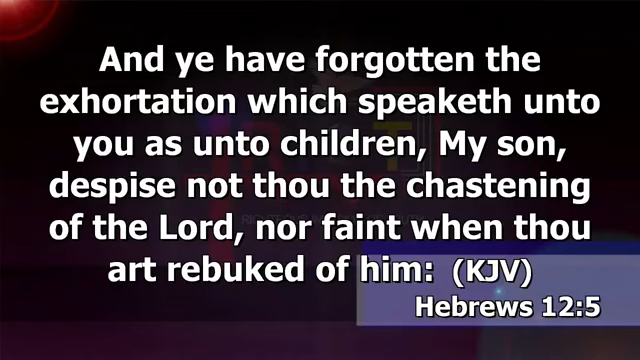 And ye have forgotten the
exhortation which speaketh unto
you as unto children, My son,
despise not thou the chastening
of the Lord, nor faint when thou
art rebuked of him: (KJV)
Hebrews 12:5